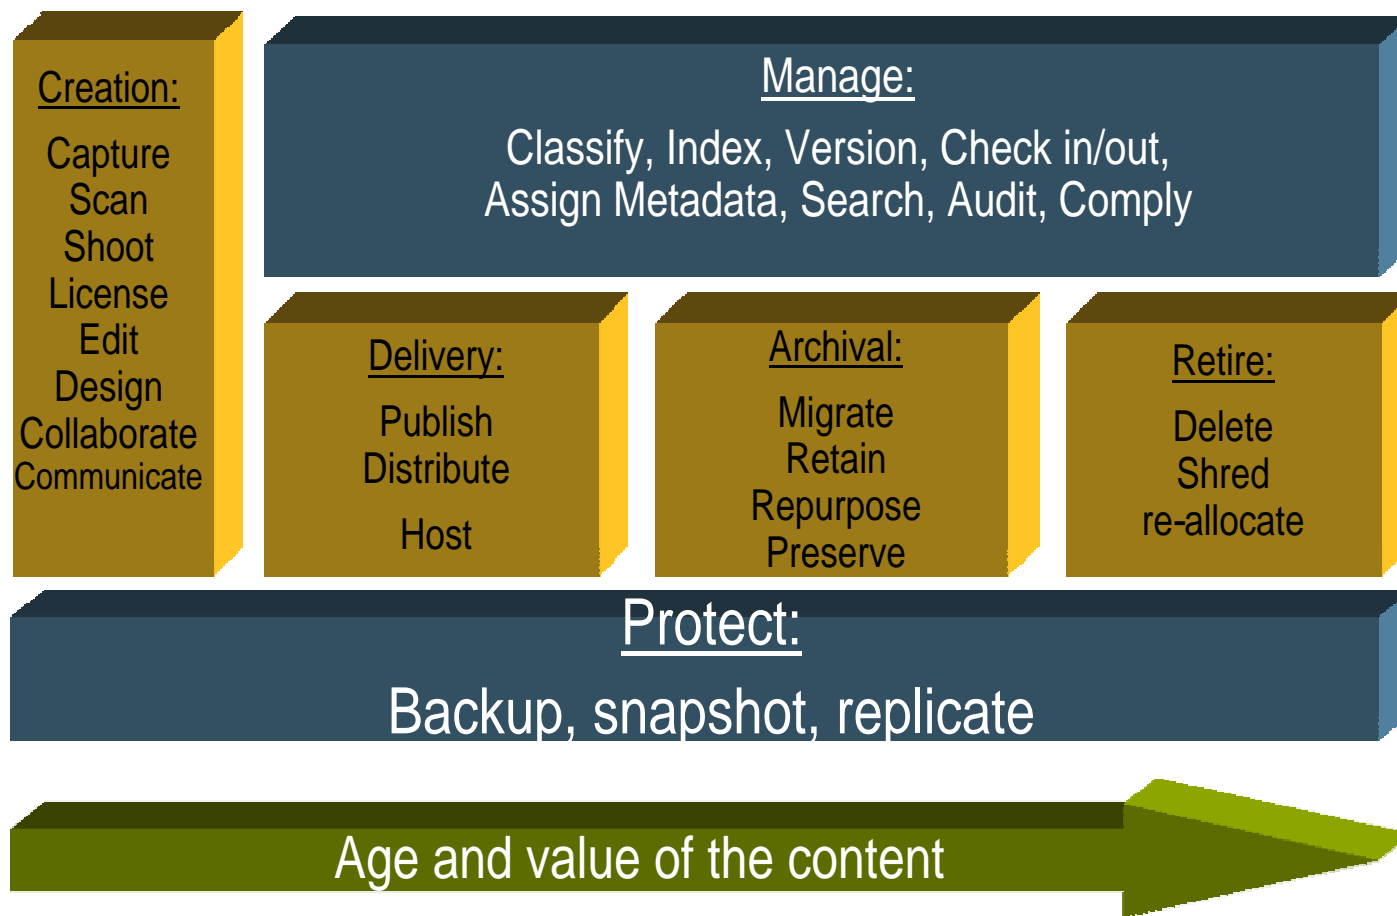 Creation:
Capture
Scan
Shoot
License
Edit
Design
Collaborate
Communicate
Manage:
Classify, Index, Version, Check in/out,
Assign Metadata, Search, Audit, Comply
Delivery:
Publish
Distribute
Host
Archival:
Migrate
Retain
Repurpose
Preserve
Retire:
Delete
Shred
re-allocate
Protect:
Backup, snapshot, replicate
Age and value of the content